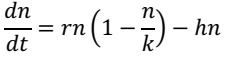 dn/dt = rn(1 − n/k) − hn